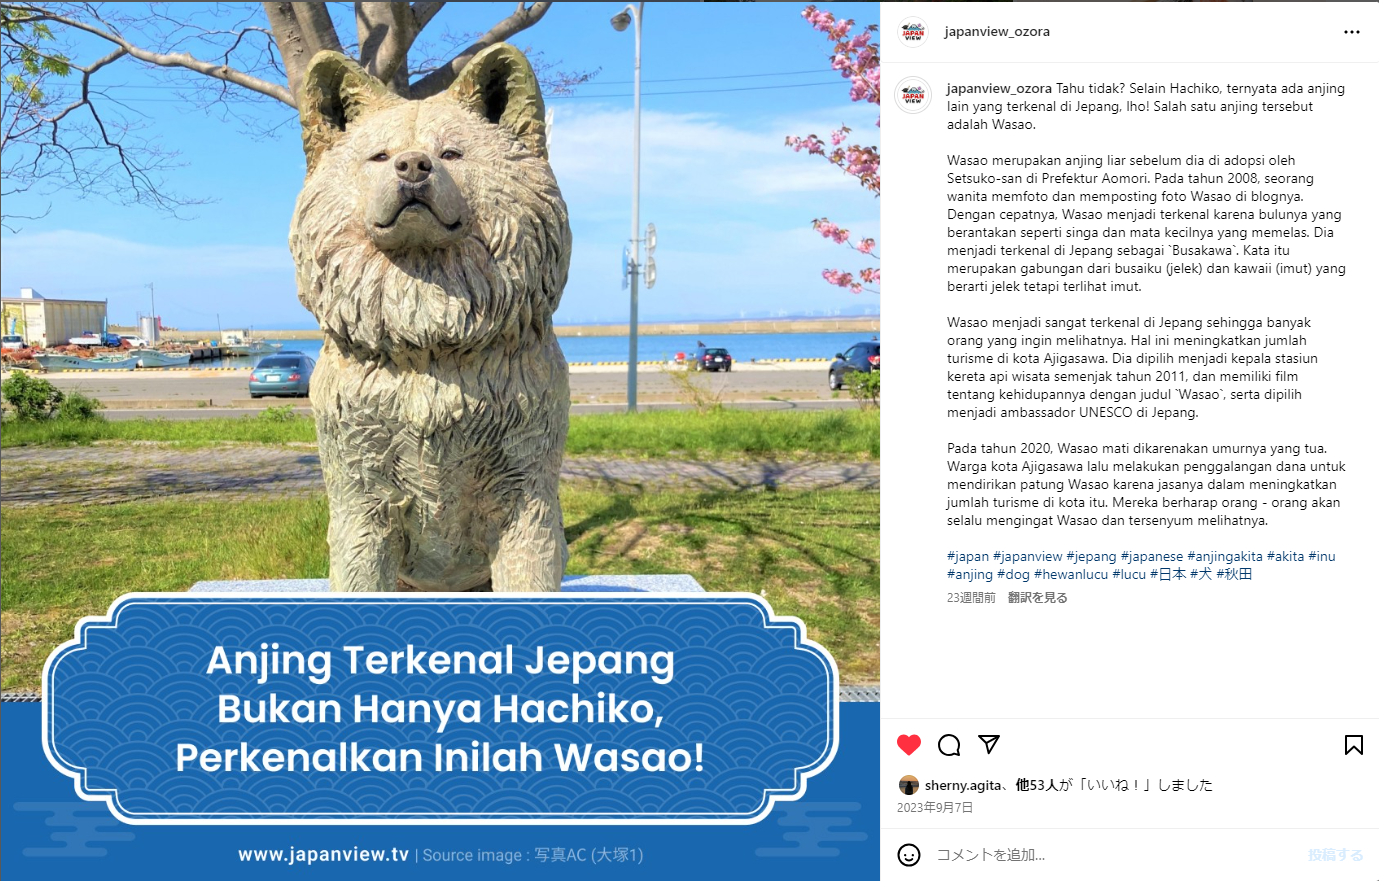 Anjing Terkenal Jepang
Bukan Hanya Hachiko,
Perkenalkan Inilah Wasao!
www.japanview.tv | Source image : 写真AC (大塚1)
JAPAN
VIEW
japanview_ozora
JAPAN
VIEW
japanview_ozora Tahu tidak? Selain Hachiko, ternyata ada anjing
lain yang terkenal di Jepang, lho! Salah satu anjing tersebut
adalah Wasao.
Wasao merupakan anjing liar sebelum dia di adopsi oleh
Setsuko-san di Prefektur Aomori. Pada tahun 2008, seorang
wanita memfoto dan memposting foto Wasao di blognya.
Dengan cepatnya, Wasao menjadi terkenal karena bulunya yang
berantakan seperti singa dan mata kecilnya yang memelas. Dia
menjadi terkenal di Jepang sebagai `Busakawa`. Kata itu
merupakan gabungan dari busaiku (jelek) dan kawaii (imut) yang
berarti jelek tetapi terlihat imut.
Wasao menjadi sangat terkenal di Jepang sehingga banyak
orang yang ingin melihatnya. Hal ini meningkatkan jumlah
turisme di kota Ajigasawa. Dia dipilih menjadi kepala stasiun
kereta api wisata semenjak tahun 2011, dan memiliki film
tentang kehidupannya dengan judul `Wasao`, serta dipilih
menjadi ambassador UNESCO di Jepang.
Pada tahun 2020, Wasao mati dikarenakan umurnya yang tua.
Warga kota Ajigasawa lalu melakukan penggalangan dana untuk
mendirikan patung Wasao karena jasanya dalam meningkatkan
jumlah turisme di kota itu. Mereka berharap orang - orang akan
selalu mengingat Wasao dan tersenyum melihatnya.
#japan #japanview #jepang #japanese #anjingakita #akita #inu
#anjing #dog #hewanlucu #lucu #日本 #犬 #秋田
23週間前 翻訳を見る
sherny.agita、他53人が「いいね！」しました
2023年9月7日
コメントを追加...
投稿する